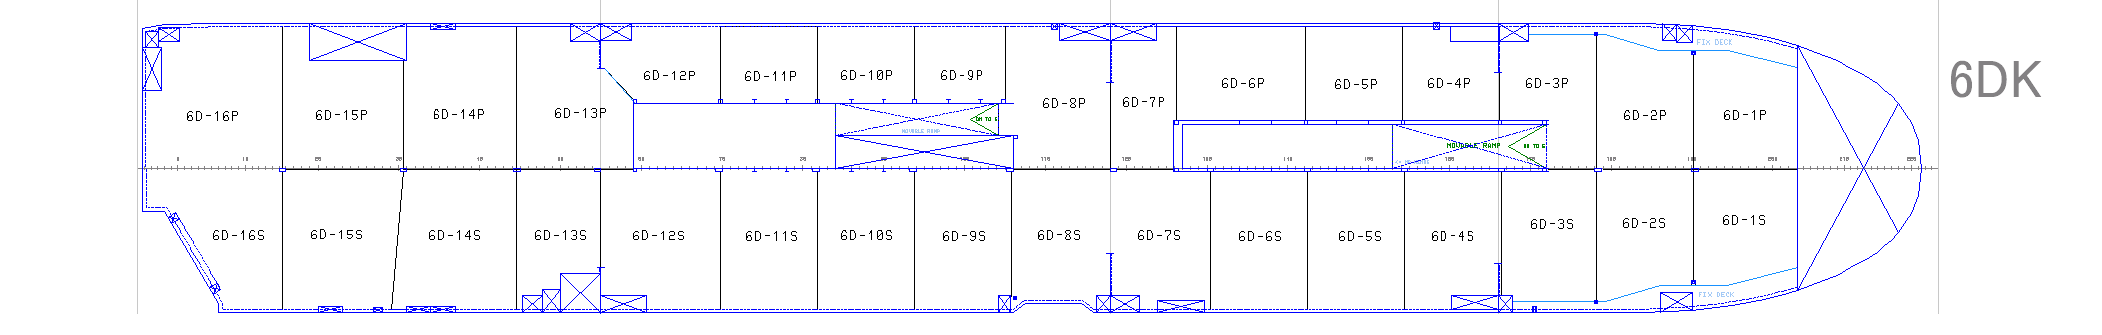 FIX DECK
6DK
6D-12P 6D-11P 6D-10P 6D-9P
6D-6P 6D-5P 6D-4P 6D-3P
6D-8P 6D-7P
6D-16P 6D-15P 6D-14P 6D-13P
6D-2P 6D-1P
MOVABLE RAMP
MOVABLE RAMP
6D-16S 6D-15S 6D-14S 6D-13S 6D-12S 6D-11S 6D-10S 6D-9S 6D-8S 6D-7S 6D-6S 6D-5S 6D-4S 6D-3S 6D-2S 6D-1S
FIX DECK